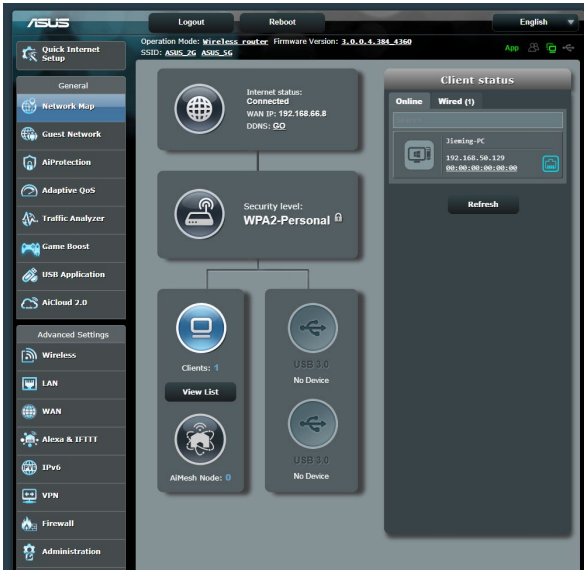 ASUS
Logout
Reboot
English
Operation Mode: Wireless router Firmware Version: 3.0.0.4.384_4360
SSID: ASUS_2G ASUS_5G
App
Quick Internet
Setup
General
Network Map
Guest Network
AiProtection
Adaptive QoS
Traffic Analyzer
Game Boost
USB Application
AiCloud 2.0
Advanced Settings
Wireless
LAN
WAN
Alexa & IFTTT
IPv6
VPN
Firewall
Administration
Internet status:
Connected
WAN IP: 192.168.66.8
DDNS: GO
Security level:
WPA2-Personal
Clients: 1
View List
AiMesh Node: 0
USB 3.0
No Device
USB 3.0
No Device
Client status
Online Wired (1)
Jieming-PC
192.168.50.129
00:00:00:00:00:00
Refresh